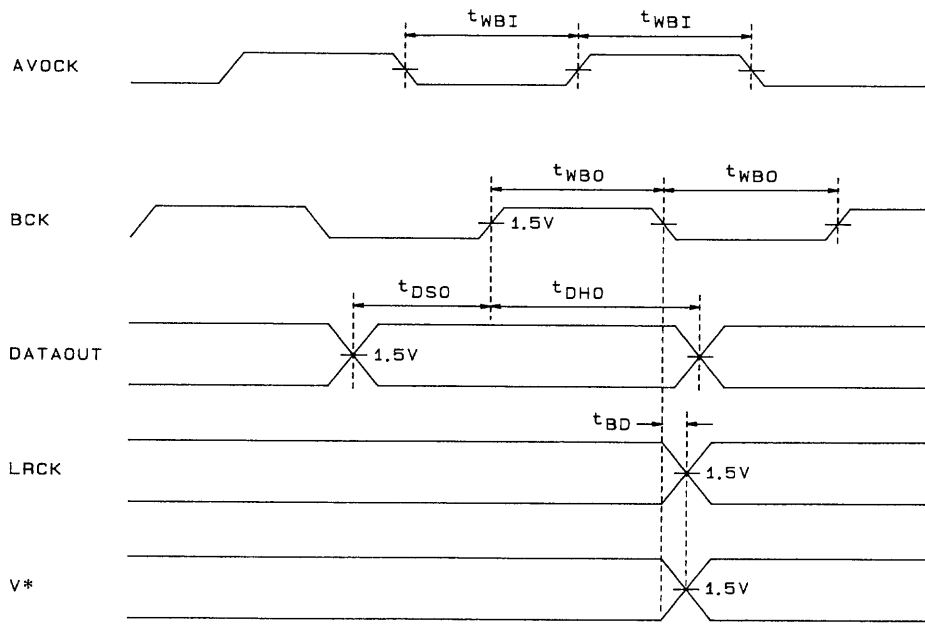 tWBI tWBI
AVOCK
tWBO tWBO
BCK 1.5V
tDSO tDHO
DATAOUT 1.5V
tBD
LRCK 1.5V
V* 1.5V